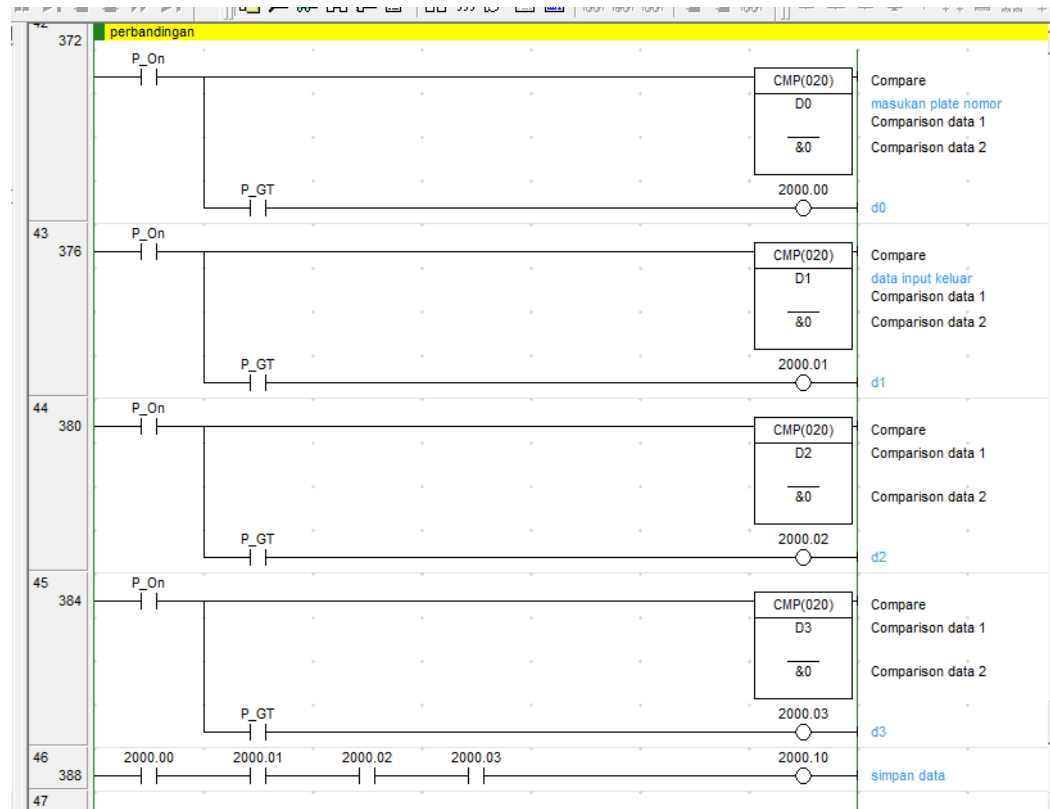 42
372
perbandingan
P_On
CMP(020)
Compare
D0
masukan plate nomor
Comparison data 1
&0
Comparison data 2
P_GT
2000.00
d0
43
376
P_On
CMP(020)
Compare
D1
data input keluar
Comparison data 1
&0
Comparison data 2
P_GT
2000.01
d1
44
380
P_On
CMP(020)
Compare
D2
Comparison data 1
&0
Comparison data 2
P_GT
2000.02
d2
45
384
P_On
CMP(020)
Compare
D3
Comparison data 1
&0
Comparison data 2
P_GT
2000.03
d3
46
388
2000.00 2000.01 2000.02 2000.03 2000.10
simpan data
47